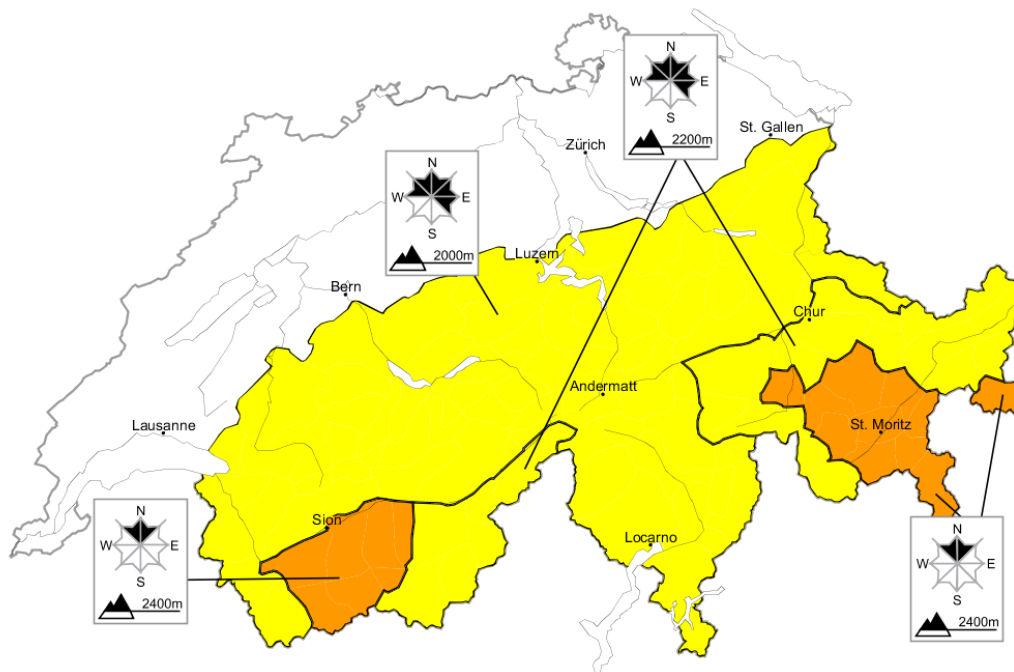 N
W E
S
2200m
St. Gallen
Zürich
N
W E
S
2000m
Luzern
Bern
Chur
Andermatt
Lausanne
St. Moritz
Sion
N
W E
S
2400m
Locarno
N
W E
S
2400m